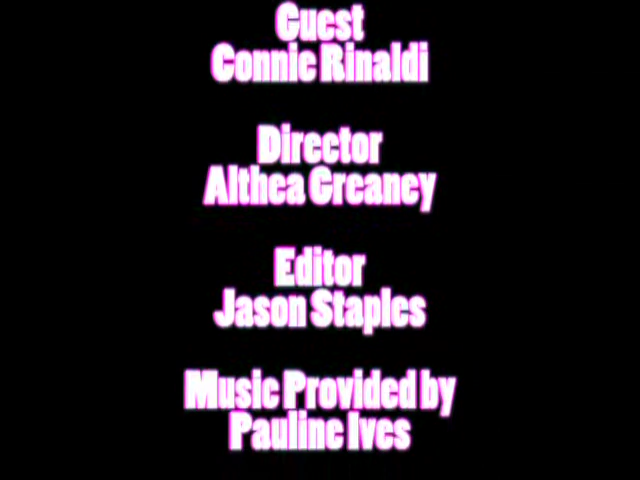 Guest
Connie Rinaldi
Director
Althea Greaney
Editor
Jason Staples
Music Provided by
Pauline Ives